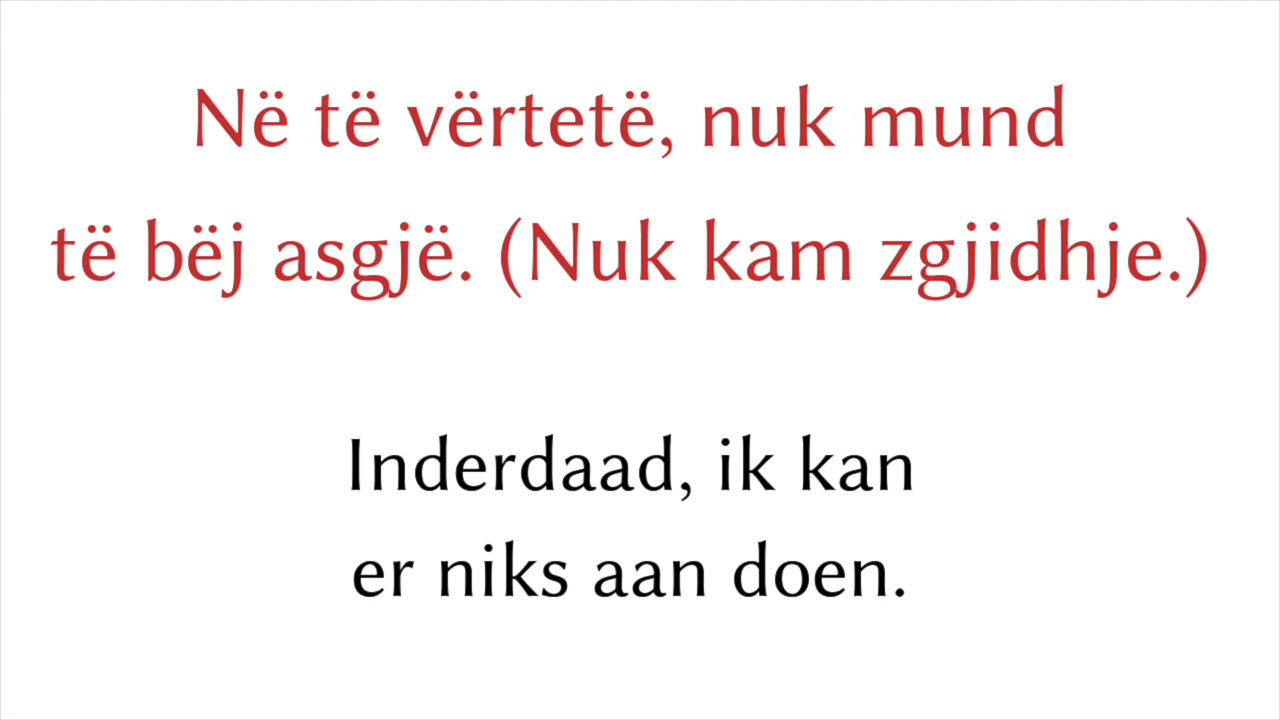 Në të vërtetë, nuk mund
të bëj asgjë. (Nuk kam zgjidhje.)
Inderdaad, ik kan
er niks aan doen.